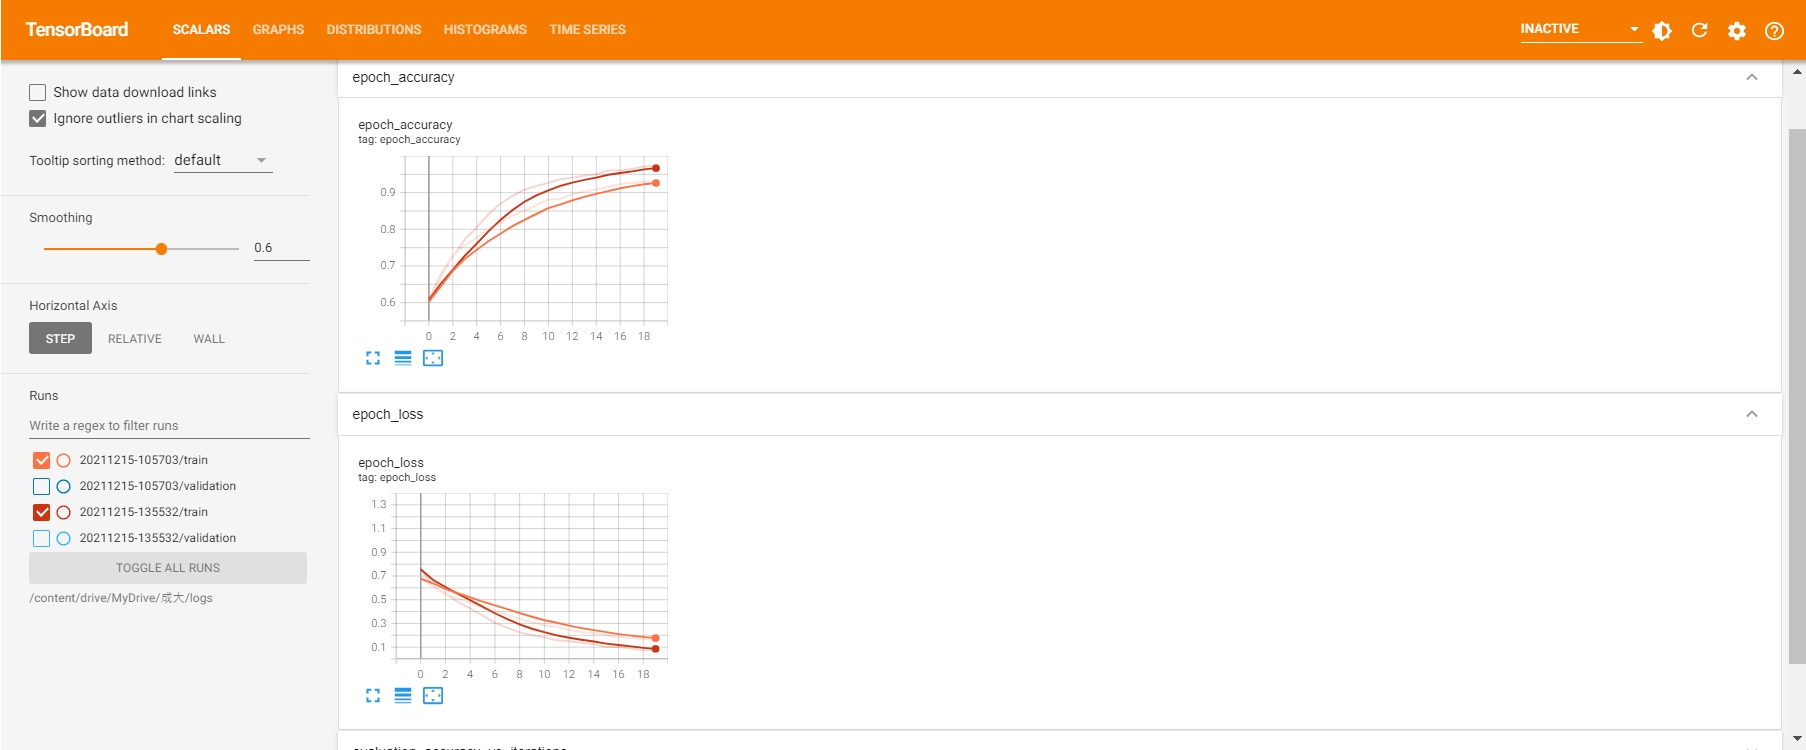 TensorBoard
SCALARS GRAPHS DISTRIBUTIONS HISTOGRAMS TIME SERIES
INACTIVE
Show data download links
Ignore outliers in chart scaling
Tooltip sorting method: default
Smoothing
0.6
Horizontal Axis
STEP RELATIVE WALL
Runs
Write a regex to filter runs
20211215-105703/train
20211215-105703/validation
20211215-135532/train
20211215-135532/validation
TOGGLE ALL RUNS
/content/drive/MyDrive/成大/logs
epoch_accuracy
epoch_accuracy
tag: epoch_accuracy
0.9
0.8
0.7
0.6
0 2 4 6 8 10 12 14 16 18
epoch_loss
epoch_loss
tag: epoch_loss
1.3
1.1
0.9
0.7
0.5
0.3
0.1
0 2 4 6 8 10 12 14 16 18
evaluation_accuracy_vs_iterations